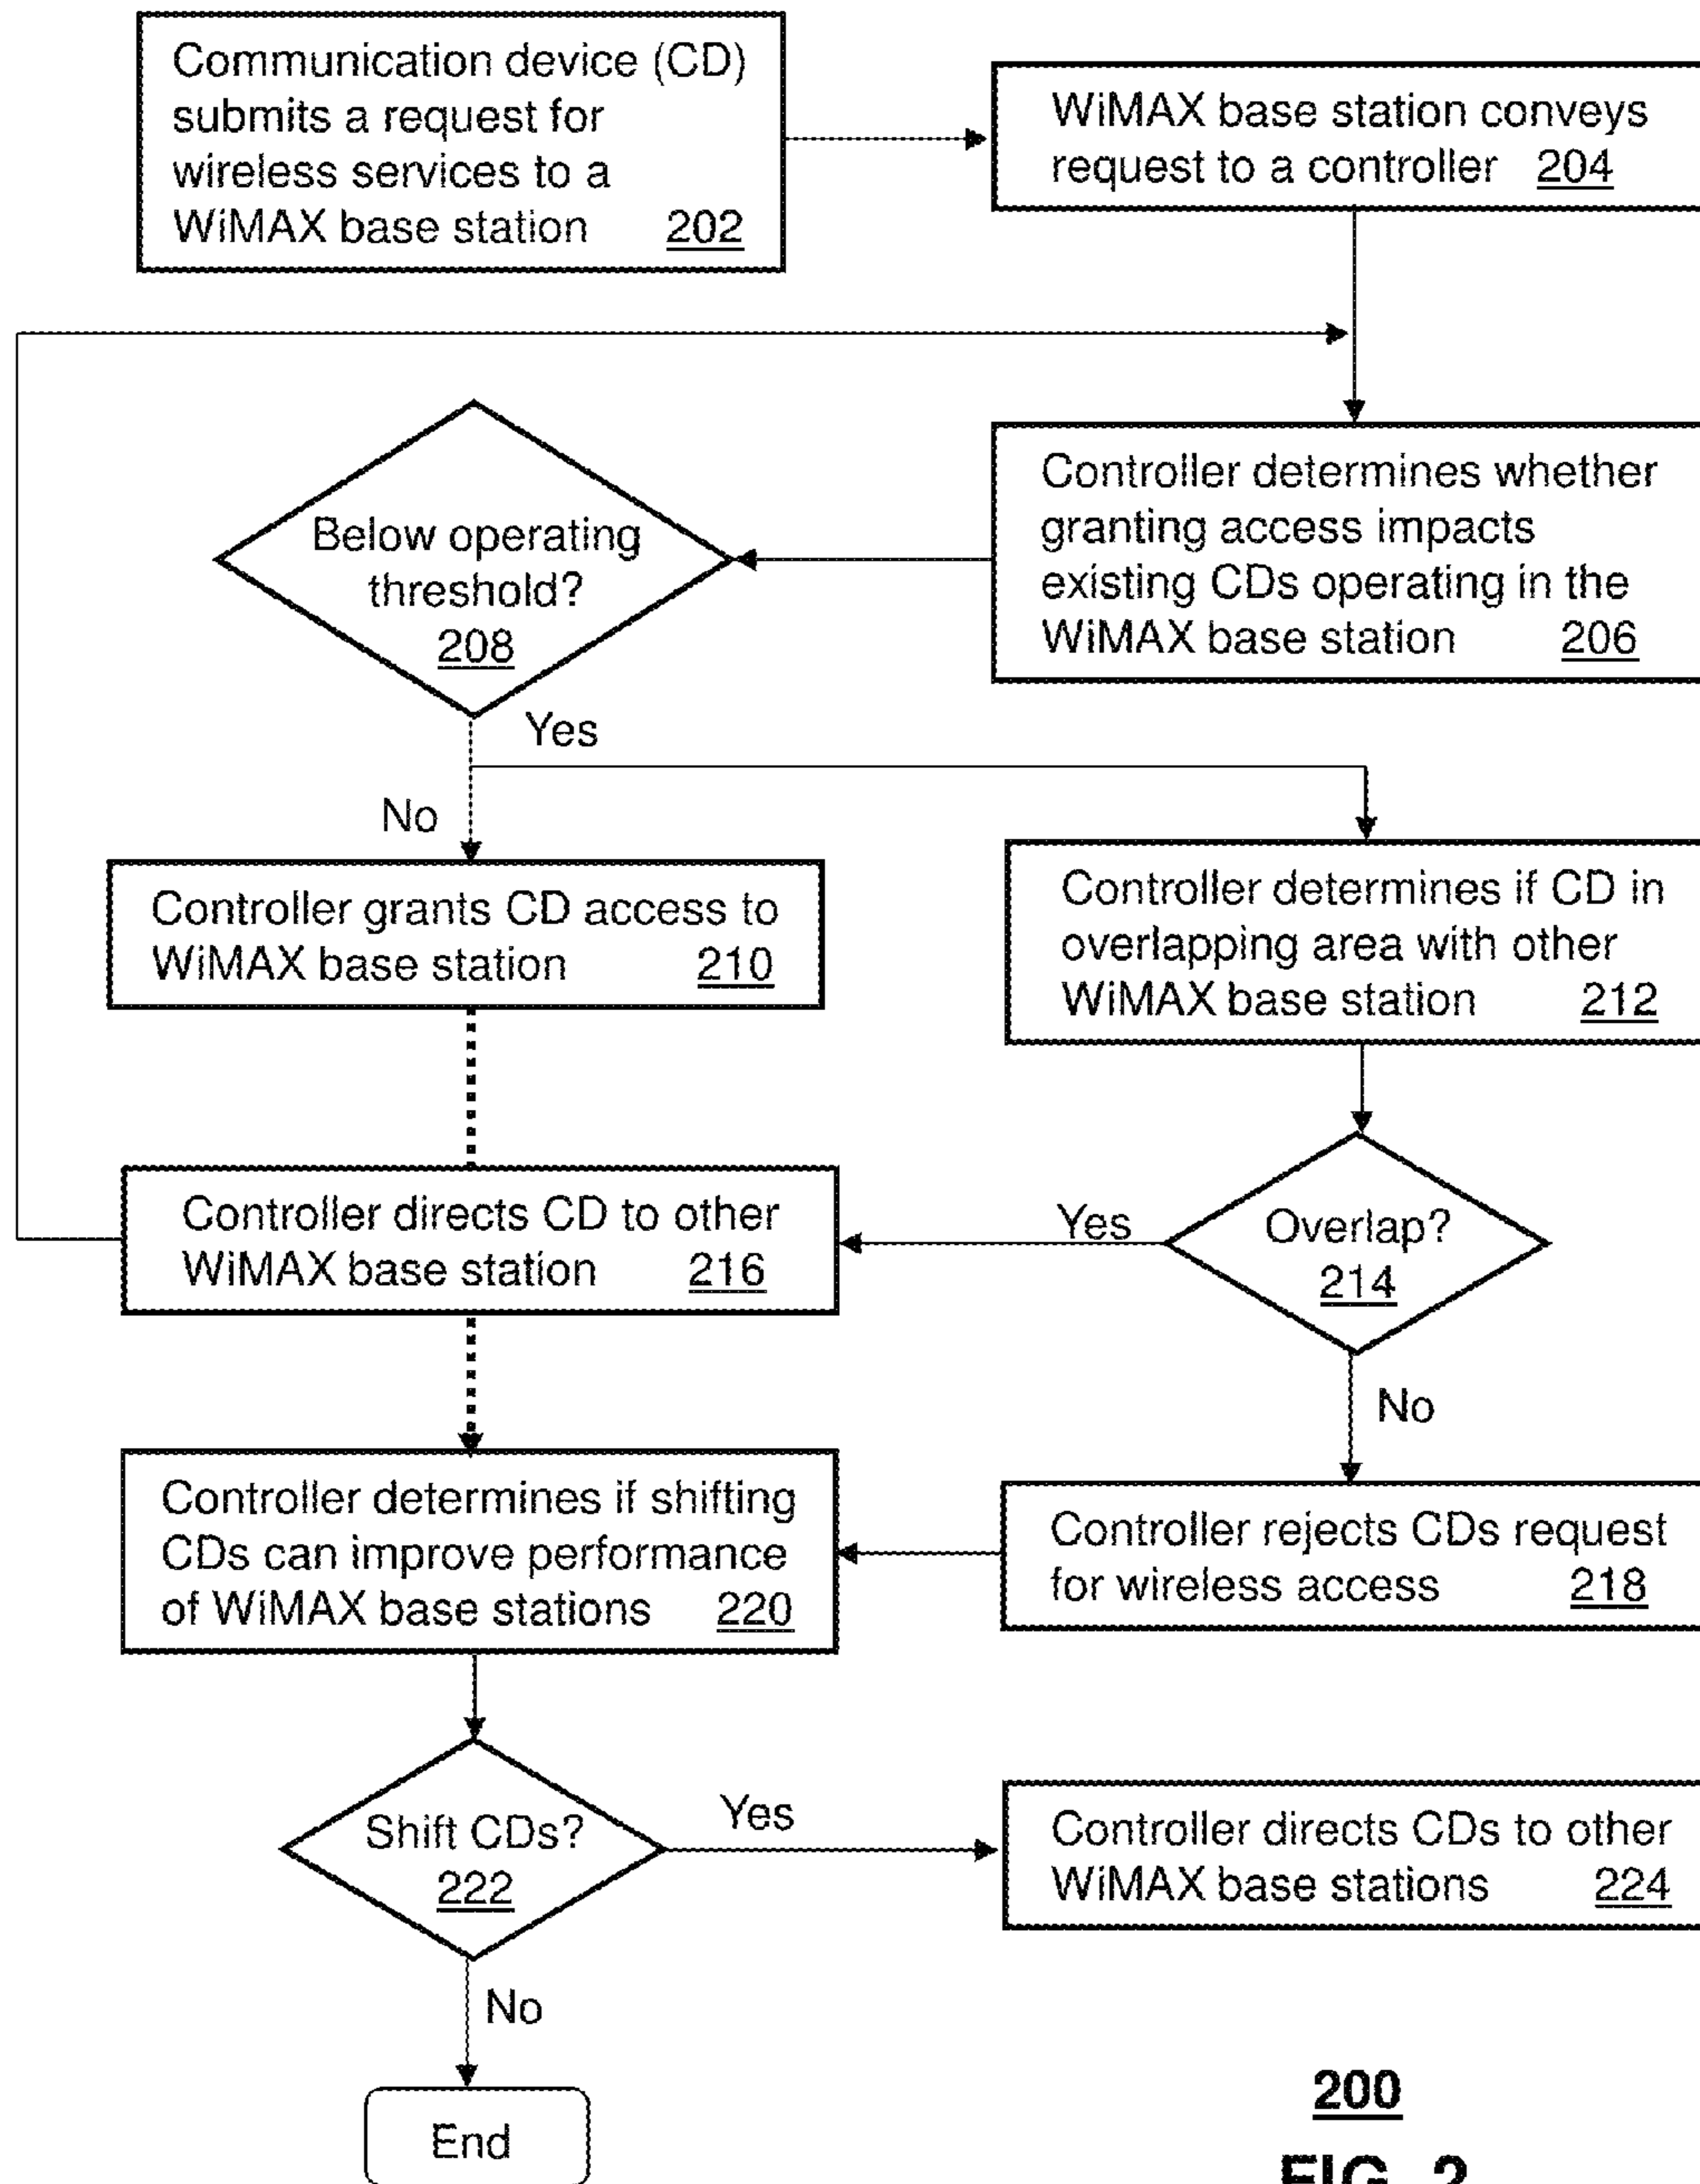 Communication device (CD)
submits a request for
wireless services to a
WiMAX base station 202
WiMAX base station conveys
request to a controller 204
Controller determines whether
granting access impacts
existing CDs operating in the
WiMAX base station 206
Below operating
threshold?
208
Yes
No
Controller grants CD access to
WiMAX base station 210
Controller determines if CD in
overlapping area with other
WiMAX base station 212
Overlap?
214
Yes
Controller directs CD to other
WiMAX base station 216
No
Controller rejects CDs request
for wireless access 218
Controller determines if shifting
CDs can improve performance
of WiMAX base stations 220
Shift CDs?
222
Yes
Controller directs CDs to other
WiMAX base stations 224
No
End
200
FIG. 2